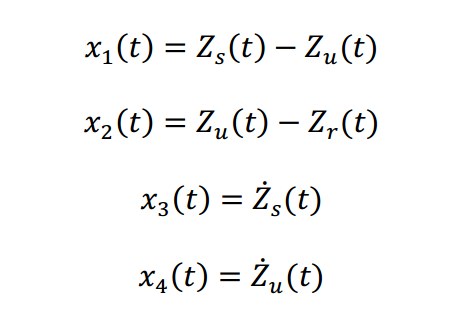 x₁(t) = Zₛ(t) − Zᵤ(t)
x₂(t) = Zᵤ(t) − Zᵣ(t)
x₃(t) = Żₛ(t)
x₄(t) = Żᵤ(t)